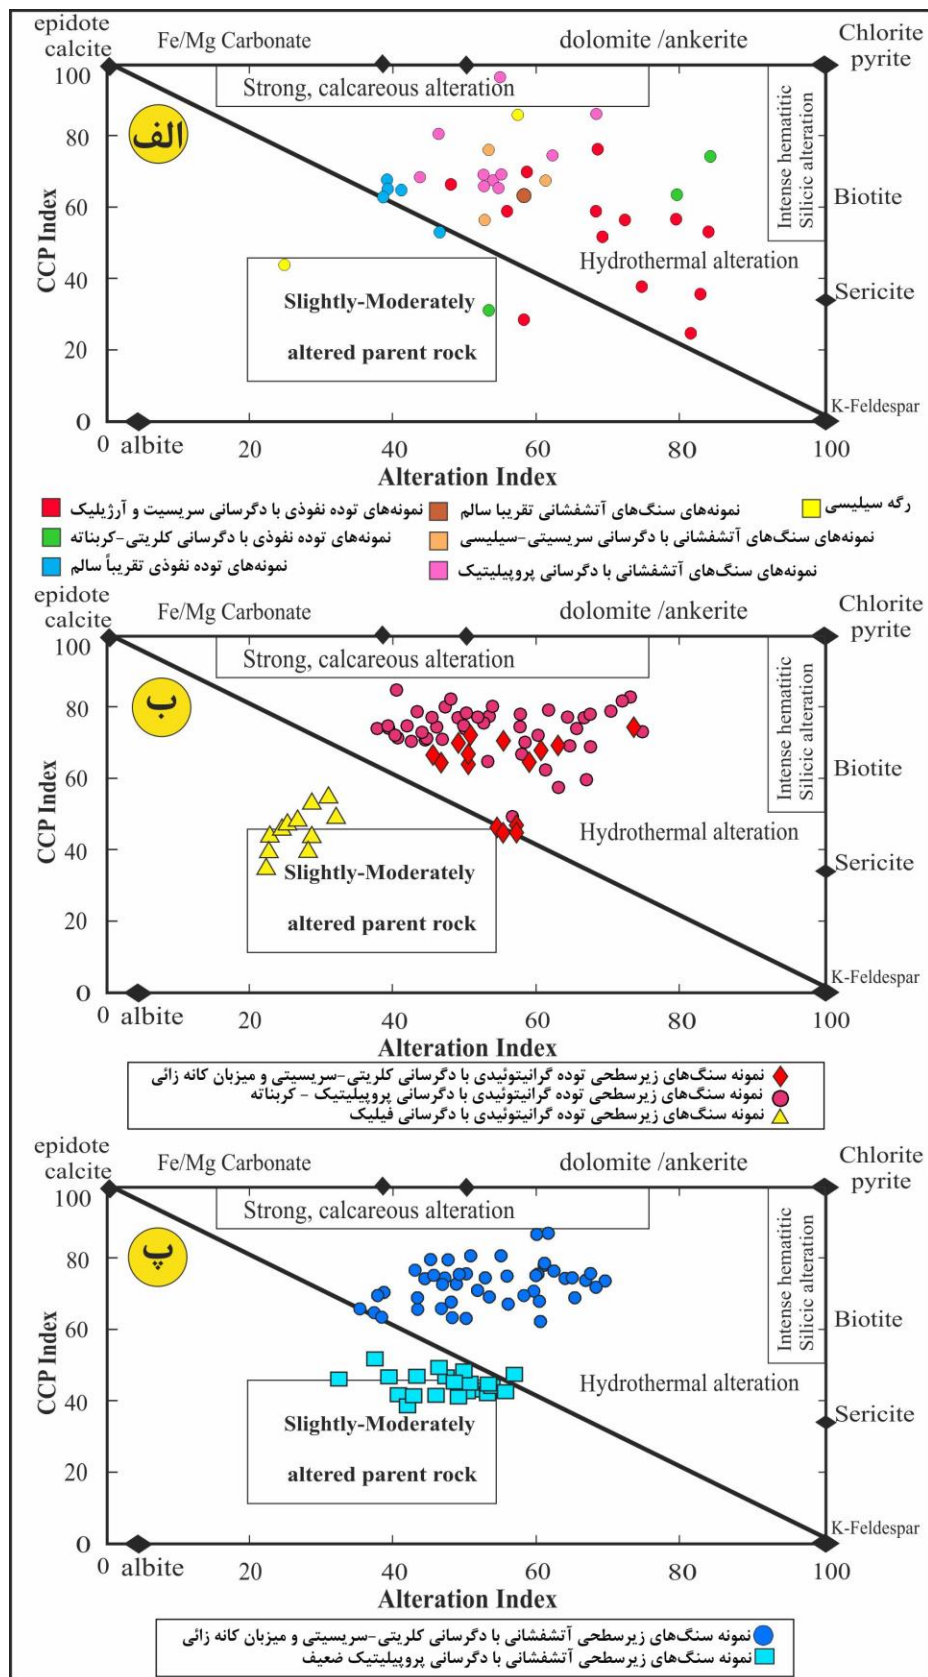 epidote
calcite
Fe/Mg Carbonate
dolomite /ankerite
Chlorite
pyrite
100
Strong, calcareous alteration
الف
80
Intense hematitic
Silicic alteration
Biotite
60
CCP Index
Hydrothermal alteration
40
Slightly-Moderately
altered parent rock
Sericite
20
K-Feldespar
0
0 albite 20 40 60 80 100
Alteration Index
نمونه‌های توده نفوذی با دگرسانی سریسیت و آرژیلیک
نمونه‌های سنگ‌های آتشفشانی تقریبا سالم
رگه سیلیسی
نمونه‌های توده نفوذی با دگرسانی کلریتی-کربناته
نمونه‌های سنگ‌های آتشفشانی با دگرسانی سریسیتی-سیلیسی
نمونه‌های توده نفوذی تقریباً سالم
نمونه‌های سنگ‌های آتشفشانی با دگرسانی پروپیلیتیک
epidote
calcite
Fe/Mg Carbonate
dolomite /ankerite
Chlorite
pyrite
100
Strong, calcareous alteration
ب
80
Intense hematitic
Silicic alteration
Biotite
60
CCP Index
Hydrothermal alteration
40
Slightly-Moderately
altered parent rock
Sericite
20
K-Feldespar
0
0 albite 20 40 60 80 100
Alteration Index
نمونه سنگ‌های زیرسطحی توده گرانیتوئیدی با دگرسانی کلریتی-سریسیتی و میزبان کانه زائی
نمونه سنگ‌های زیرسطحی توده گرانیتوئیدی با دگرسانی پروپیلیتیک - کربناته
نمونه سنگ‌های زیرسطحی توده گرانیتوئیدی با دگرسانی فیلیک
epidote
calcite
Fe/Mg Carbonate
dolomite /ankerite
Chlorite
pyrite
100
Strong, calcareous alteration
پ
80
Intense hematitic
Silicic alteration
Biotite
60
CCP Index
Hydrothermal alteration
40
Slightly-Moderately
altered parent rock
Sericite
20
K-Feldespar
0
0 albite 20 40 60 80 100
Alteration Index
نمونه سنگ‌های زیرسطحی آتشفشانی با دگرسانی کلریتی-سریسیتی و میزبان کانه زائی
نمونه سنگ‌های زیرسطحی آتشفشانی با دگرسانی پروپیلیتیک ضعیف